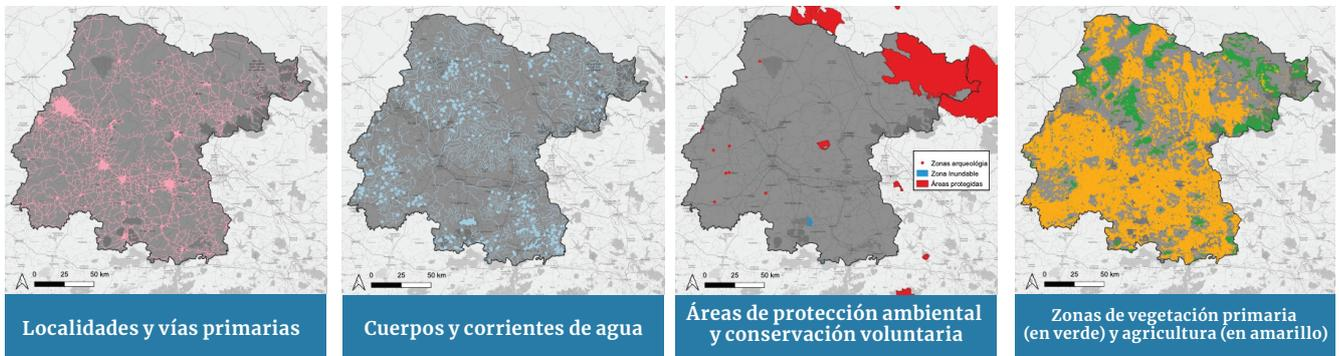 0 25 50 km
Localidades y vías primarias
0 25 50 km
Cuerpos y corrientes de agua
Zonas arqueológia
Zona Inundable
Áreas protegidas
0 25 50 km
Áreas de protección ambiental
y conservación voluntaria
0 25 50 km
Zonas de vegetación primaria
(en verde) y agricultura (en amarillo)